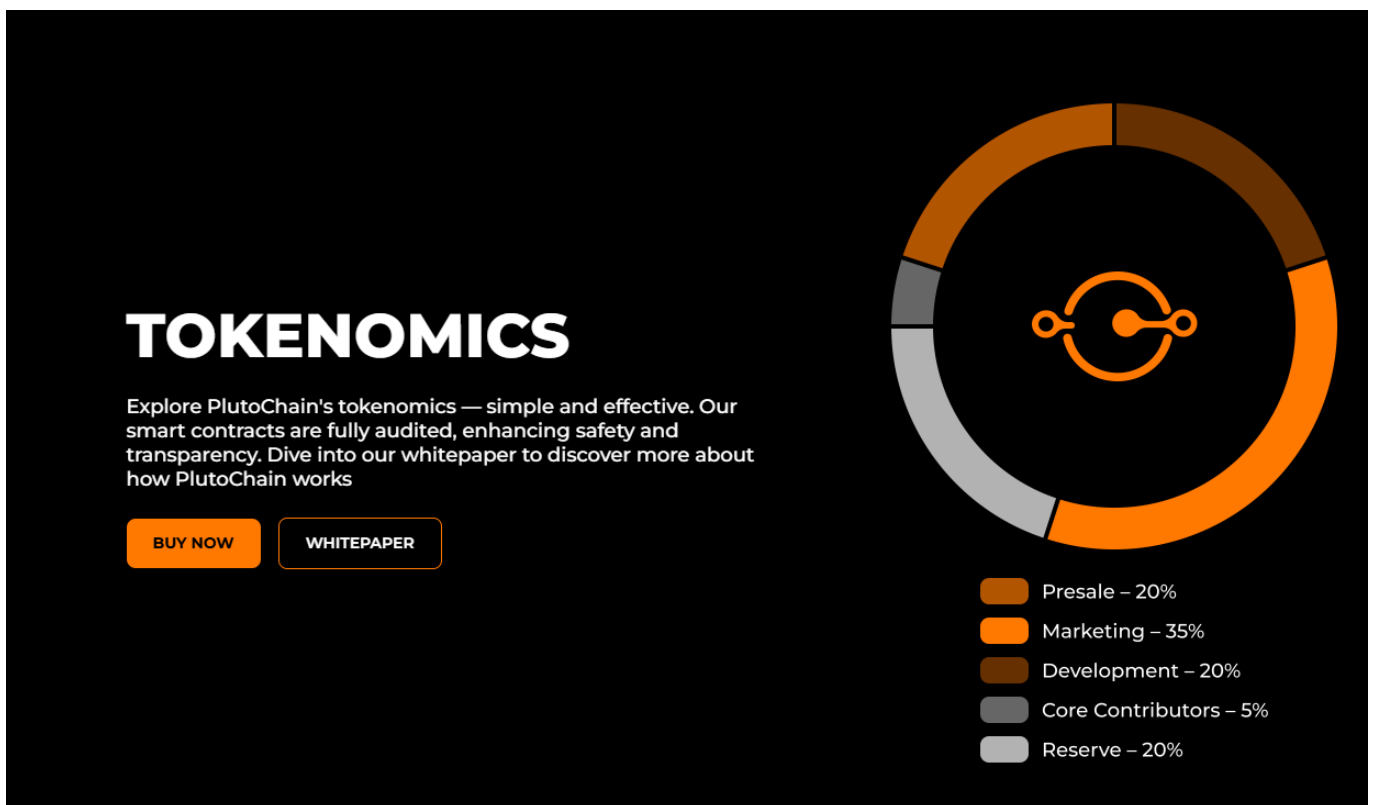 TOKENOMICS
Explore PlutoChain's tokenomics — simple and effective. Our
smart contracts are fully audited, enhancing safety and
transparency. Dive into our whitepaper to discover more about
how PlutoChain works
BUY NOW
WHITEPAPER
Presale – 20%
Marketing – 35%
Development – 20%
Core Contributors – 5%
Reserve – 20%